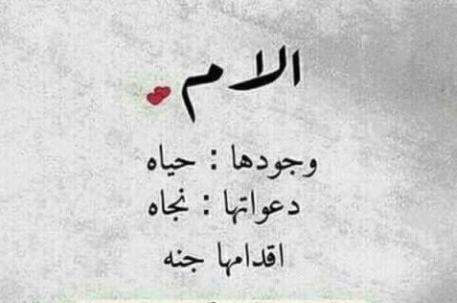 الام
وجودها : حياه
دعواتها : نجاه
اقدامها جنه